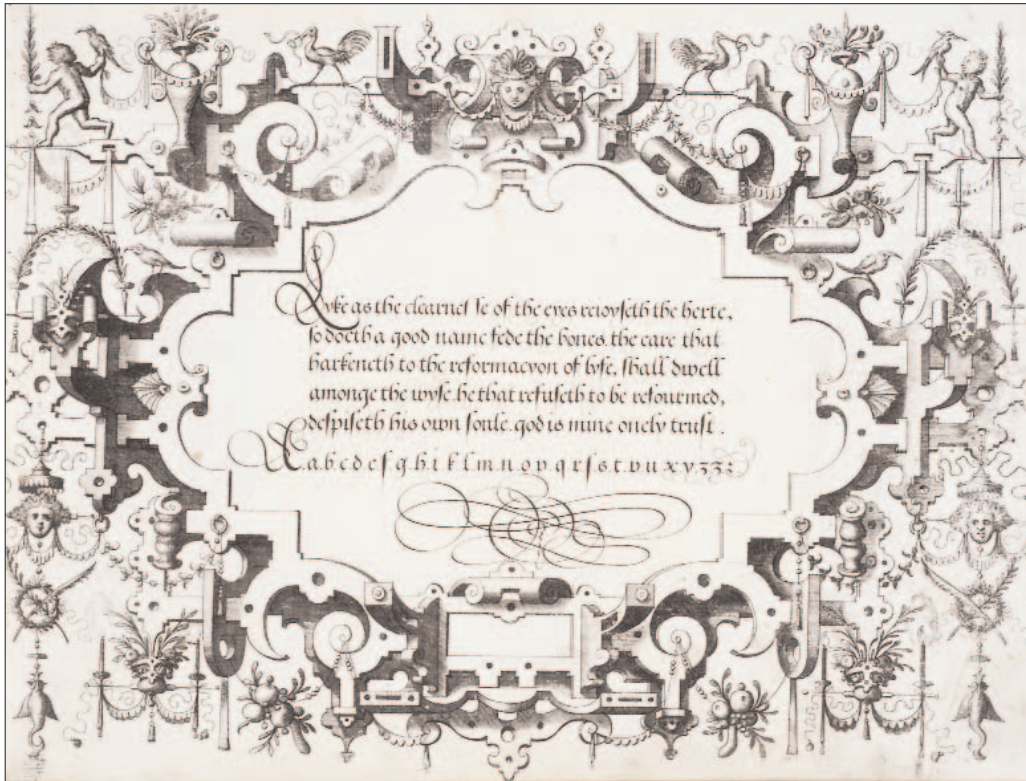 Lyke as the clearnesse of the eyes reioyseth the herte,
so doeth a good name fede the bones. the eare that
harkeneth to the reformacyon of lyfe, shall dwell
amonge the wyse. he that refuseth to be refourmed,
despiseth his own soule. god is mine onely trust.
A.a.b.c.d.e.f.g.h.i.k.l.m.n.o.p.q.r.s.s.t.v.u.x.y.z.z.: